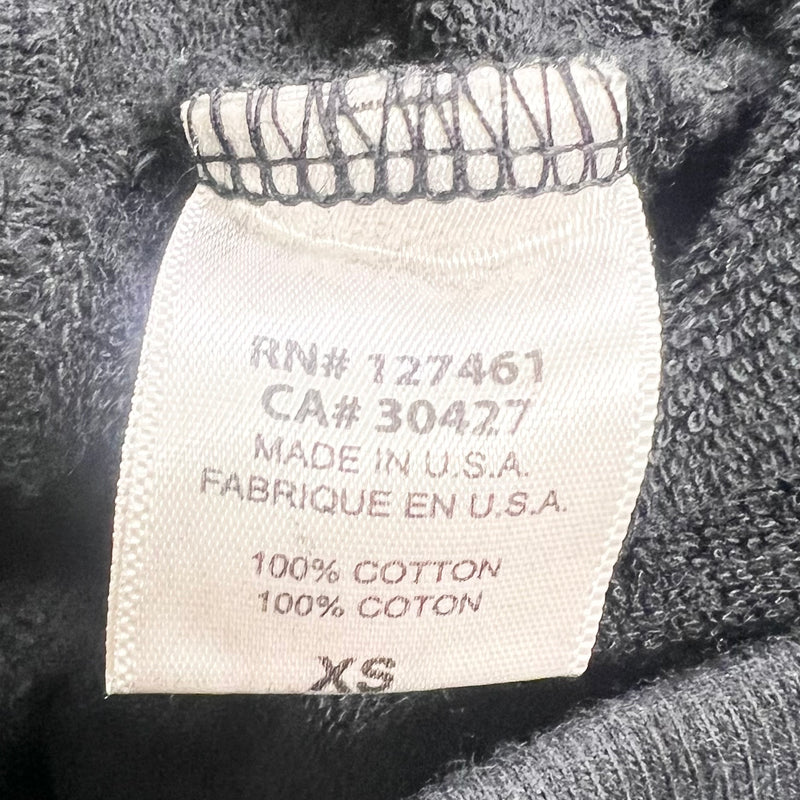 RN# 127461
CA# 30427
MADE IN U.S.A.
FABRIQUE EN U.S.A.
100% COTTON
100% COTON
XS